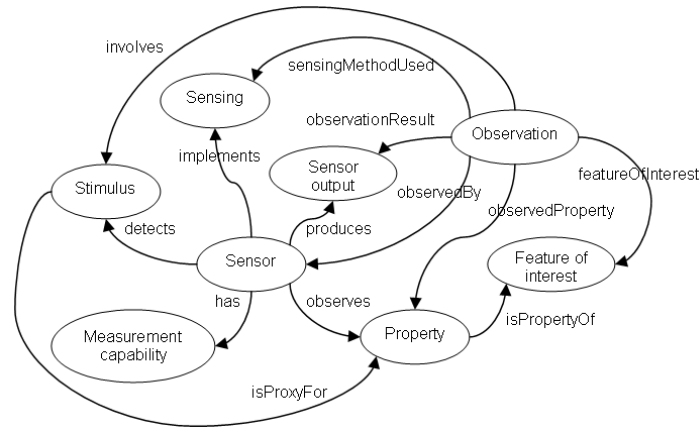 involves
sensingMethodUsed
Sensing
observationResult
Observation
implements
Sensor
output
featureOfInterest
Stimulus
observedBy
observedProperty
detects
produces
Sensor
Feature of
interest
has
observes
isPropertyOf
Measurement
capability
Property
isProxyFor